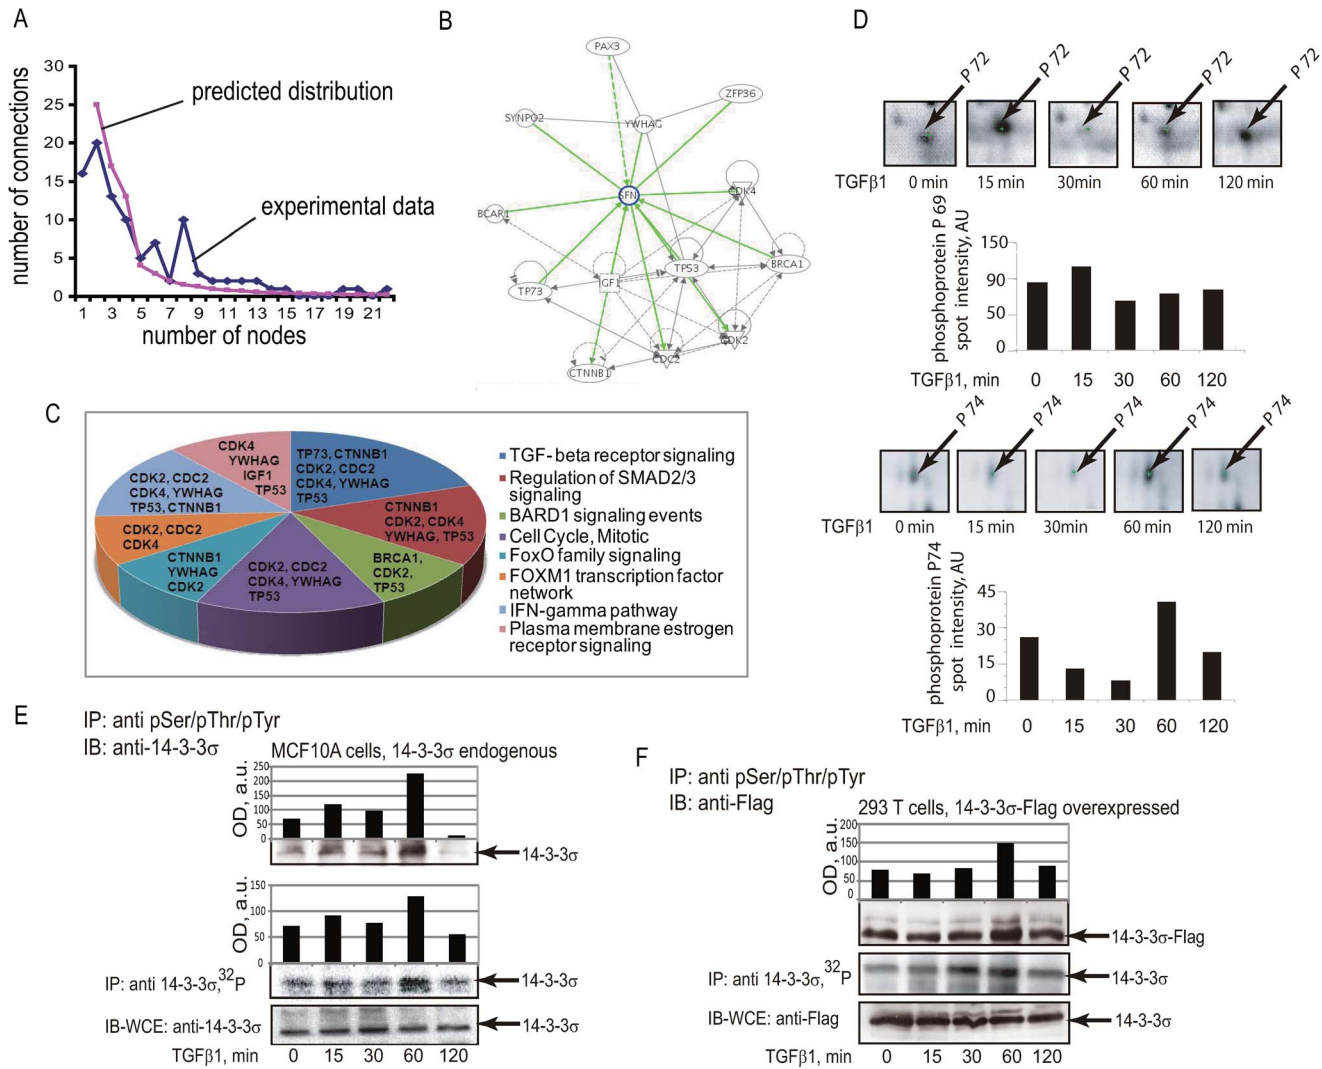 A
30
25
20
15
10
5
0
number of connections
predicted distribution
experimental data
1 3 5 7 9 11 13 15 17 19 21
number of nodes
B
PAX3
ZFP36
SYNPO2
YWHAG
SFN
CDK4
BCAR1
TP53
BRCA1
IGF1
TP73
CDK2
CDC2
CTNNB1
C
CDK4
YWHAG
IGF1
TP53
TP73, CTNNB1
CDK2, CDC2
CDK4, YWHAG
TP53
CTNNB1
CDK2, CDK4
YWHAG, TP53
BRCA1,
CDK2,
TP53
CDK2, CDC2
CDK4, YWHAG
TP53
CTNNB1
YWHAG
CDK2
CDK2, CDC2
CDK4
CDK2, CDC2
CDK4, YWHAG
TP53, CTNNB1
TGF- beta receptor signaling
Regulation of SMAD2/3
signaling
BARD1 signaling events
Cell Cycle, Mitotic
FoxO family signaling
FOXM1 transcription factor
network
IFN-gamma pathway
Plasma membrane estrogen
receptor signaling
D
P 72 P 72 P 72 P 72 P 72
TGFβ1 0 min 15 min 30min 60 min 120 min
phosphoprotein P 69
spot intensity, AU
150
90
50
0
TGFβ1, min 0 15 30 60 120
P 74 P 74 P 74 P 74 P 74
TGFβ1 0 min 15 min 30min 60 min 120 min
phosphoprotein P74
spot intensity, AU
45
30
15
0
TGFβ1, min 0 15 30 60 120
E
IP: anti pSer/pThr/pTyr
IB: anti-14-3-3σ
MCF10A cells, 14-3-3σ endogenous
OD, a.u.
250
200
150
100
50
0
14-3-3σ
OD, a.u.
150
100
50
0
IP: anti 14-3-3σ,32P
14-3-3σ
IB-WCE: anti-14-3-3σ
14-3-3σ
TGFβ1, min 0 15 30 60 120
F
IP: anti pSer/pThr/pTyr
IB: anti-Flag
293 T cells, 14-3-3σ-Flag overexpressed
OD, a.u.
200
150
100
50
0
14-3-3σ-Flag
IP: anti 14-3-3σ,32P
14-3-3σ
IB-WCE: anti-Flag
14-3-3σ
TGFβ1, min 0 15 30 60 120